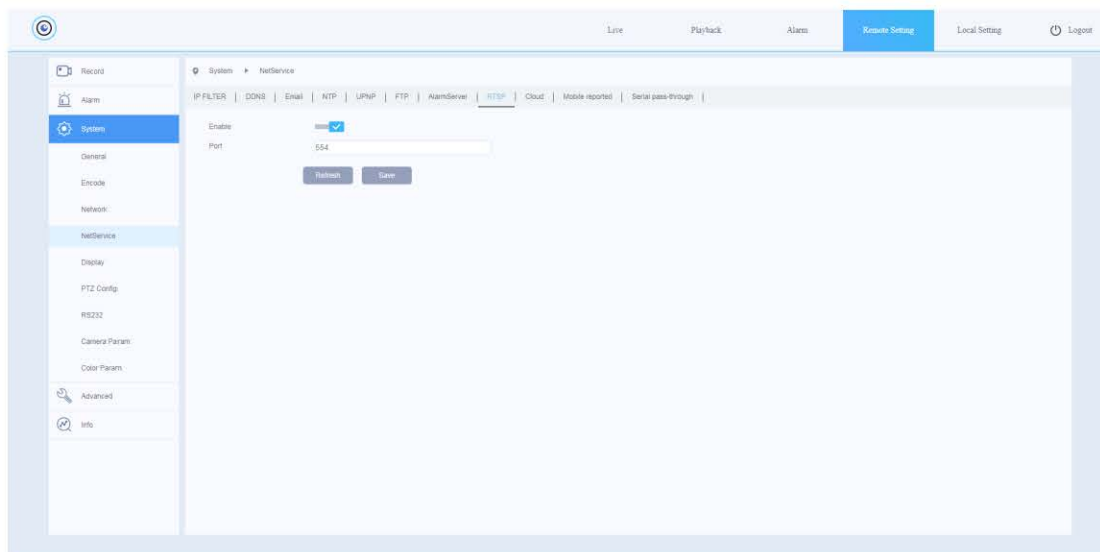 Live Playback Alarm Remote Setting Local Setting Logout
Record
Alarm
System
General
Encode
Network
NetService
Display
PTZ Config
RS232
Camera Param
Color Param
Advanced
Info
System NetService
IP FILTER | DDNS | Email | NTP | UPNP | FTP | AlarmServer | RTSP | Cloud | Mobile reported | Serial pass-through |
Enable
Port 554
Refresh Save